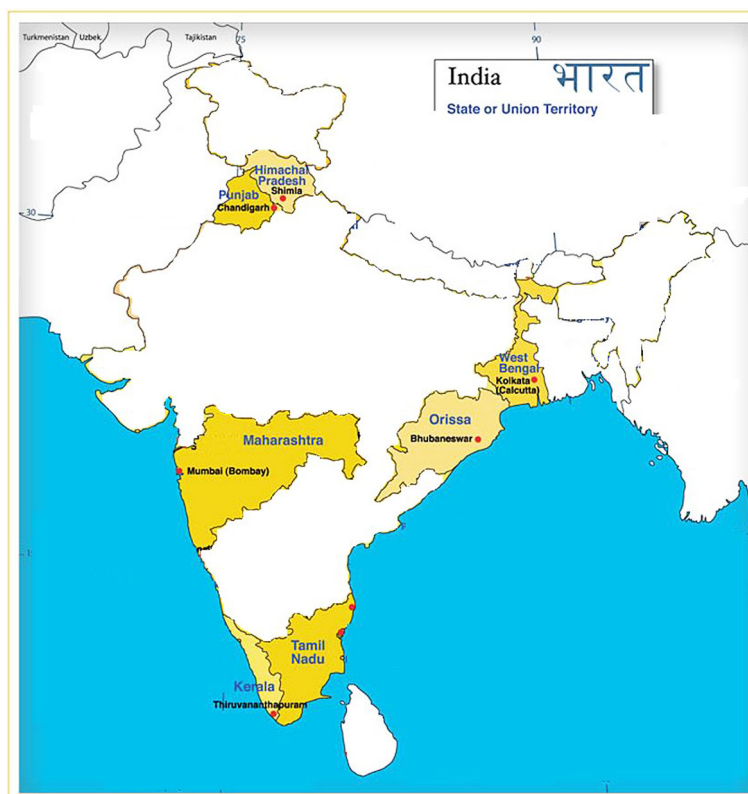 Turkmenistan
Uzbek.
Tajikistan
75
90
India भारत
State or Union Territory
Himachal
Pradesh
Shimla
Punjab
Chandigarh
30
West
Bengal
Kolkata
(Calcutta)
Orissa
Bhubaneswar
Maharashtra
Mumbai (Bombay)
Tamil
Nadu
Kerala
Thiruvananthapuram